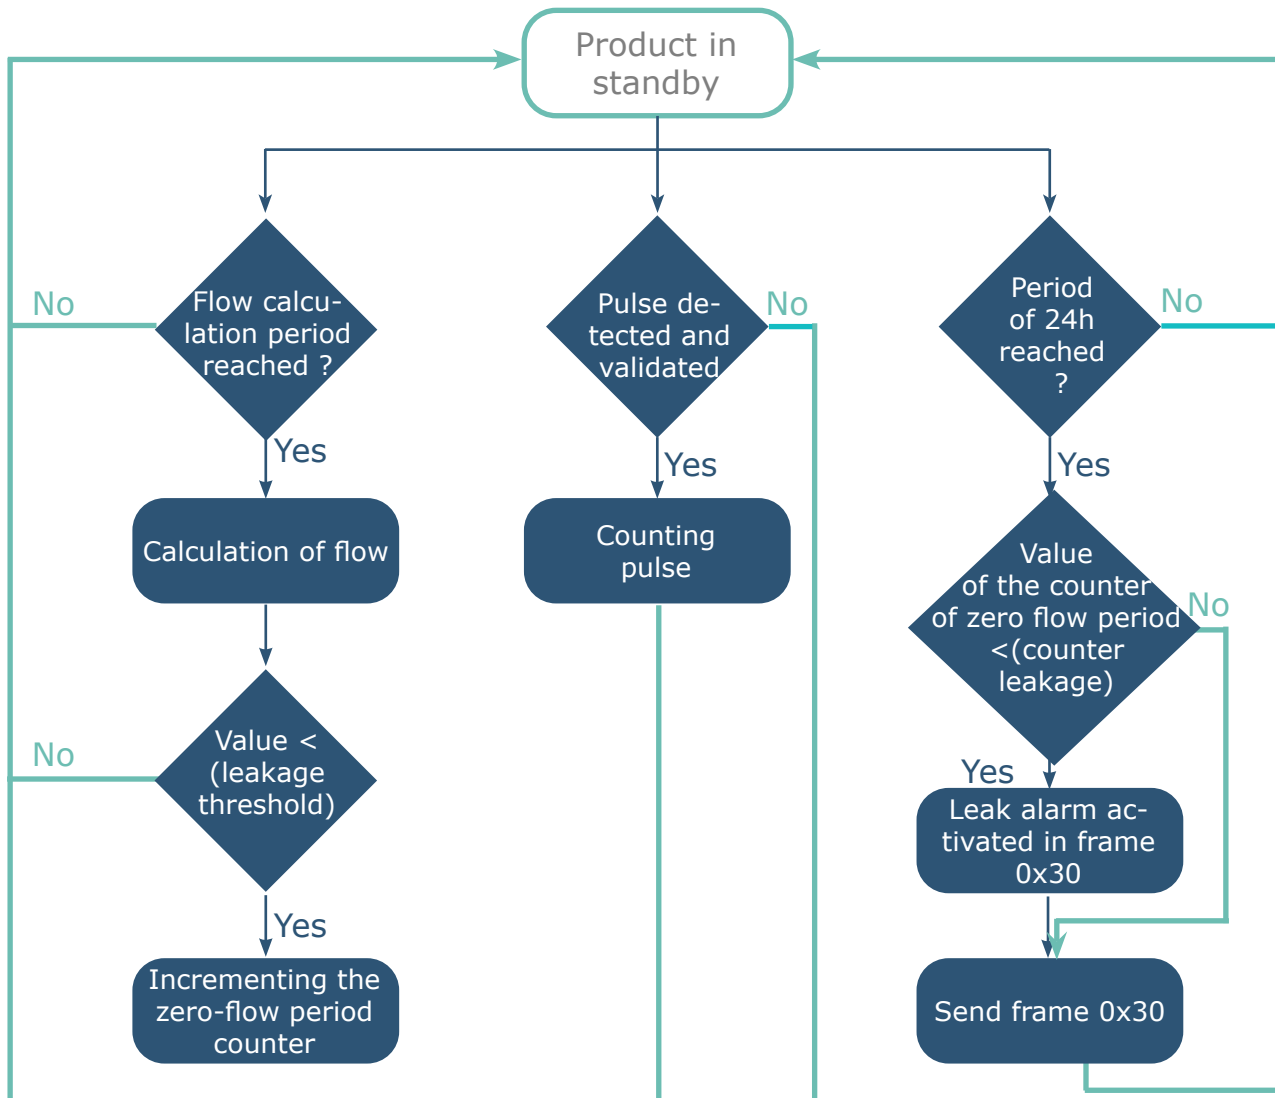 Product in
standby
No
Flow calcu-
lation period
reached ?
Yes
Calculation of flow
No
Value <
(leakage
threshold)
Yes
Incrementing the
zero-flow period
counter
Pulse de-
tected and
validated
No
Yes
Counting
pulse
Period
of 24h
reached
?
No
Yes
Value
of the counter
of zero flow period
<(counter
leakage)
No
Yes
Leak alarm ac-
tivated in frame
0x30
Send frame 0x30